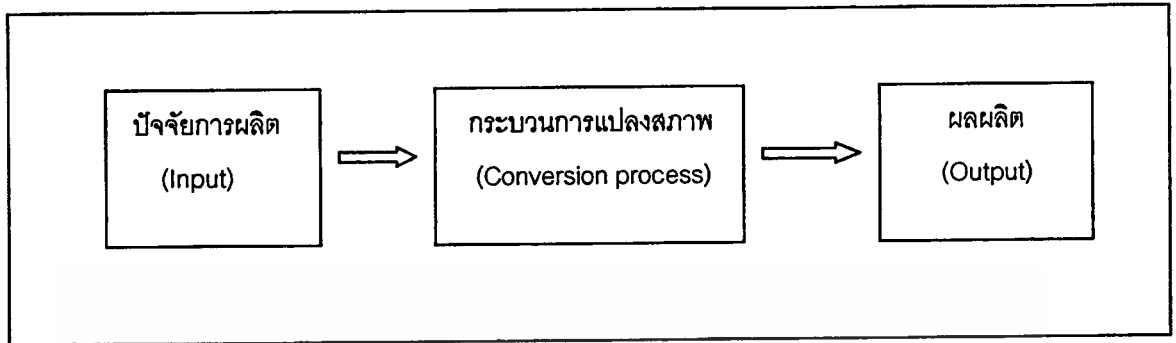 ปัจจัยการผลิต
(Input)
กระบวนการแปลงสภาพ
(Conversion process)
ผลผลิต
(Output)